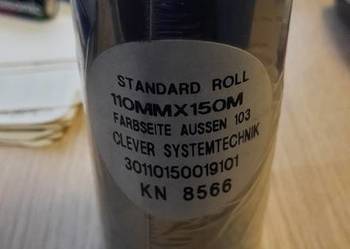 STANDARD ROLL
110MMX150M
FARBSEITE AUSSEN 103
CLEVER SYSTEMTECHNIK
30110150019101
KN 8566